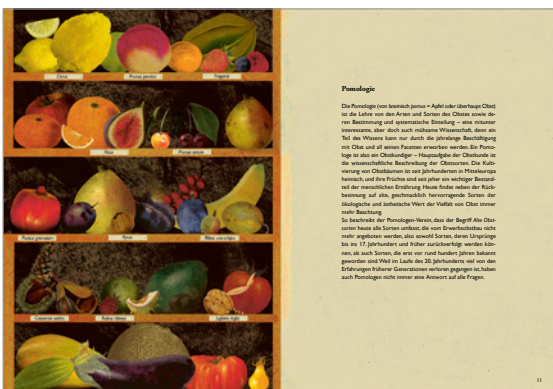 Citrus
Prunus persica
Fragaria
Ficus
Prunus avium
Punica granatum
Ribes uva-crispa
Castanea sativa
Juglans regia
Pomologie
Die Pomologie (von lateinisch pomus = Apfel oder überhaupt Obst)
ist die Lehre von den Arten und Sorten des Obstes sowie de-
ren Bestimmung und systematische Einteilung – eine mitunter
interessante, aber doch auch mühsame Wissenschaft, denn ein
Teil des Wissens kann nur durch die jahrelange Beschäftigung
mit Obst und all seinen Facetten erworben werden. Ein Pomo-
loge ist also ein Obstkundiger – Hauptaufgabe der Obstkunde ist
die wissenschaftliche Beschreibung der Obstsorten. Die Kulti-
vierung von Obstbäumen ist seit Jahrhunderten in Mitteleuropa
heimisch, und ihre Früchte sind seit jeher ein wichtiger Bestand-
teil der menschlichen Ernährung. Heute findet neben der Rück-
besinnung auf alte, geschmacklich hervorragende Sorten der
ökologische und ästhetische Wert der Vielfalt von Obst immer
mehr Beachtung.
So beschreibt der Pomologen-Verein, dass der Begriff Alte Obst-
sorten heute alle Sorten umfasst, die vom Erwerbsobstbau nicht
mehr angeboten werden, also sowohl Sorten, deren Ursprünge
bis ins 17. Jahrhundert und früher zurückverfolgt werden kön-
nen, als auch Sorten, die erst vor rund hundert Jahren bekannt
geworden sind. Weil im Laufe des 20. Jahrhunderts viel von den
Erfahrungen früherer Generationen verloren gegangen ist, haben
auch Pomologen nicht immer eine Antwort auf alle Fragen.
11